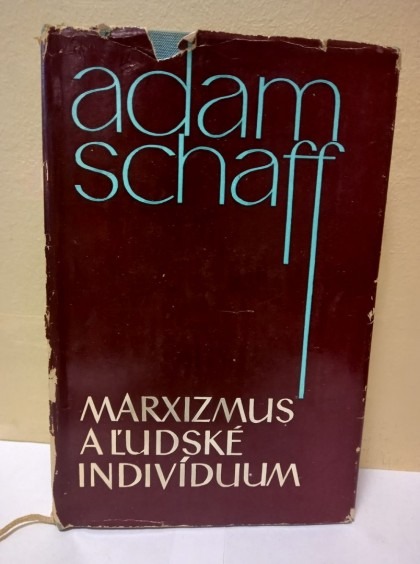 adam
schaff
MARXIZMUS
A ĽUDSKÉ
INDIVÍDUUM